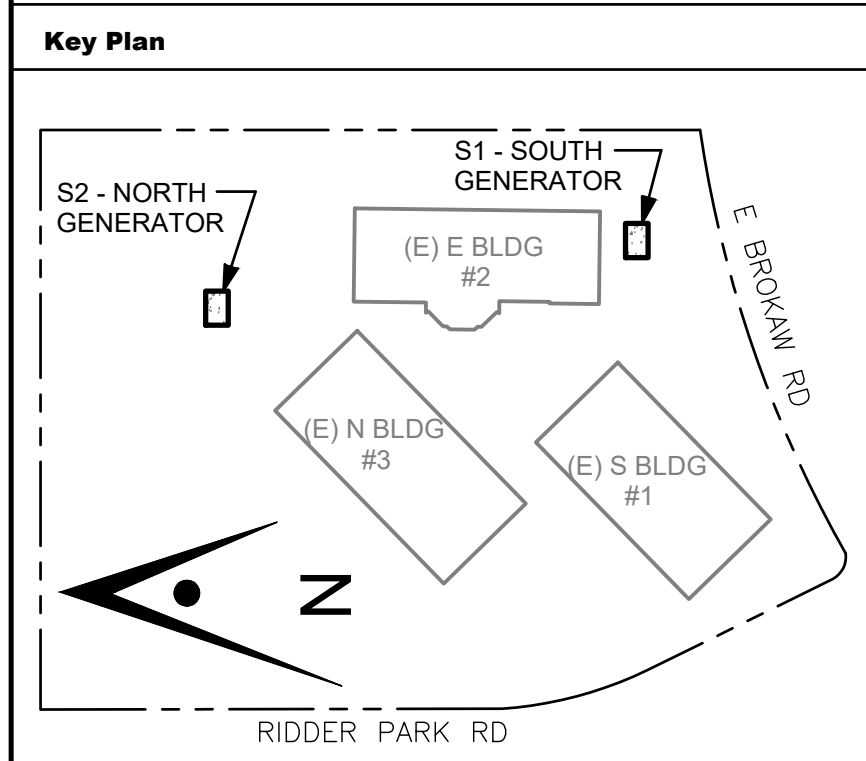 Key Plan
S1 - SOUTH
GENERATOR
S2 - NORTH
GENERATOR
(E) E BLDG
#2
E BROKAW RD
(E) N BLDG
#3
(E) S BLDG
#1
N
RIDDER PARK RD